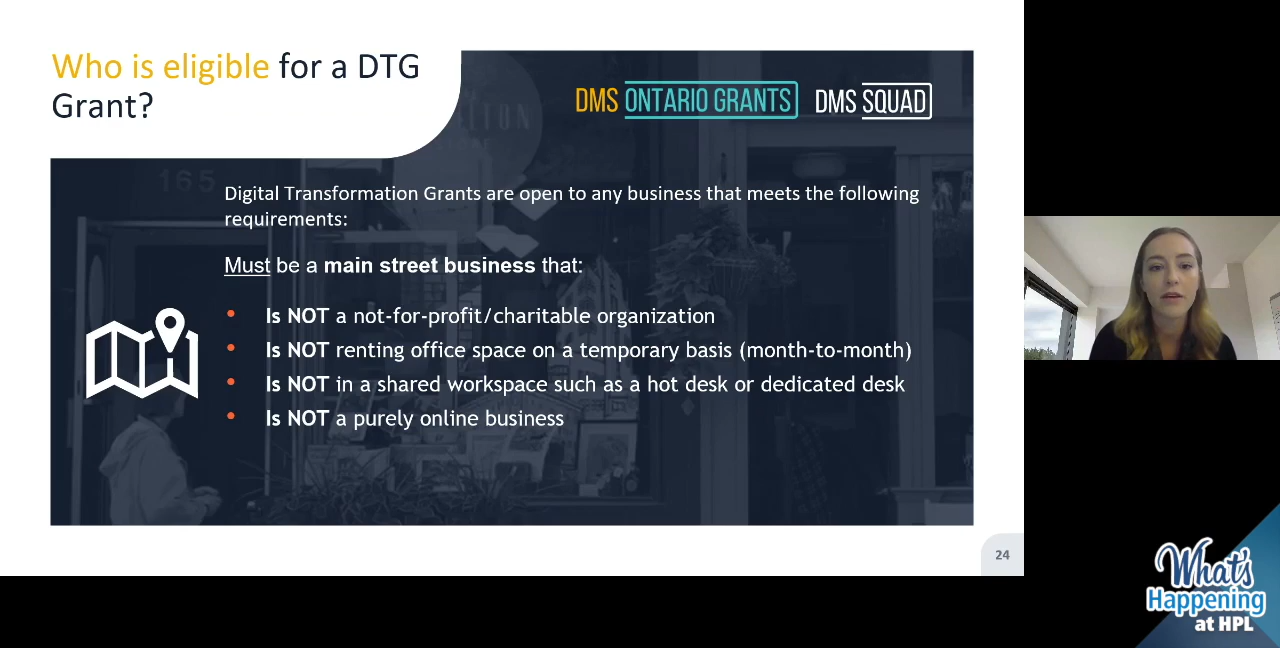 Who is eligible for a DTG
Grant?
DMS ONTARIO GRANTS DMS SQUAD
165
Digital Transformation Grants are open to any business that meets the following
requirements:
Must be a main street business that:
• Is NOT a not-for-profit/charitable organization
• Is NOT renting office space on a temporary basis (month-to-month)
• Is NOT in a shared workspace such as a hot desk or dedicated desk
• Is NOT a purely online business
24
What's
Happening
at HPL